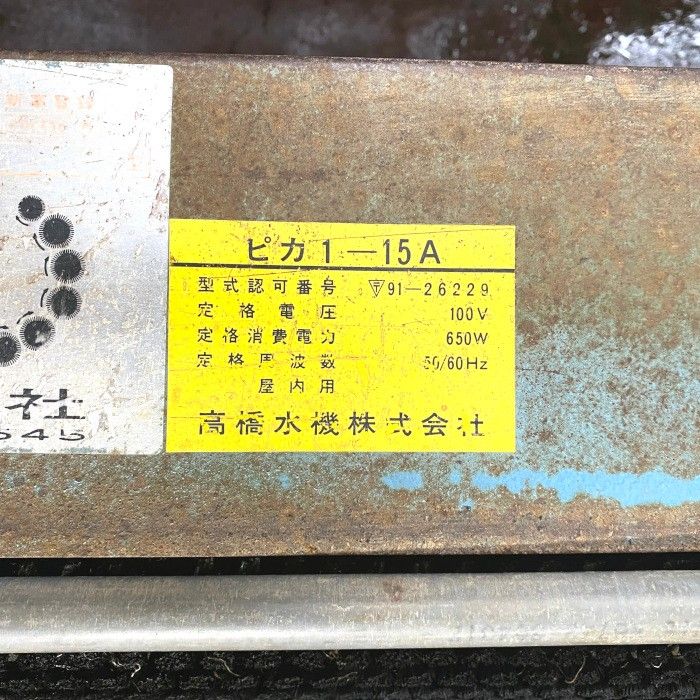 ピカ1—15A
型式認可番号 〒91—26229
定格電圧 100V
定格消費電力 650W
定格周波数 50/60Hz
屋内用
高橋水機株式会社
社